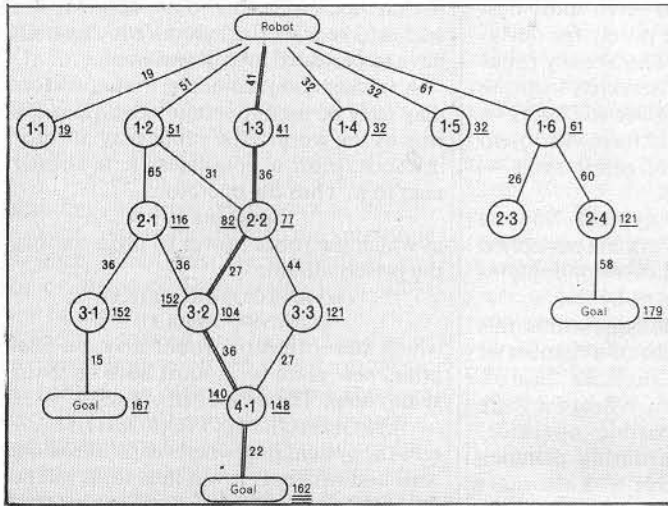 Robot
19 51 41 32 32 61
1·1 19 1·2 51 1·3 41 1·4 32 1·5 32 1·6 61
65 31 36 26 60
2·1 116 82 2·2 77 2·3 2·4 121
36 36 27 44 58
3·1 152 152 3·2 104 3·3 121 Goal 179
15 36 27
Goal 167 140 4·1 148
22
Goal 162